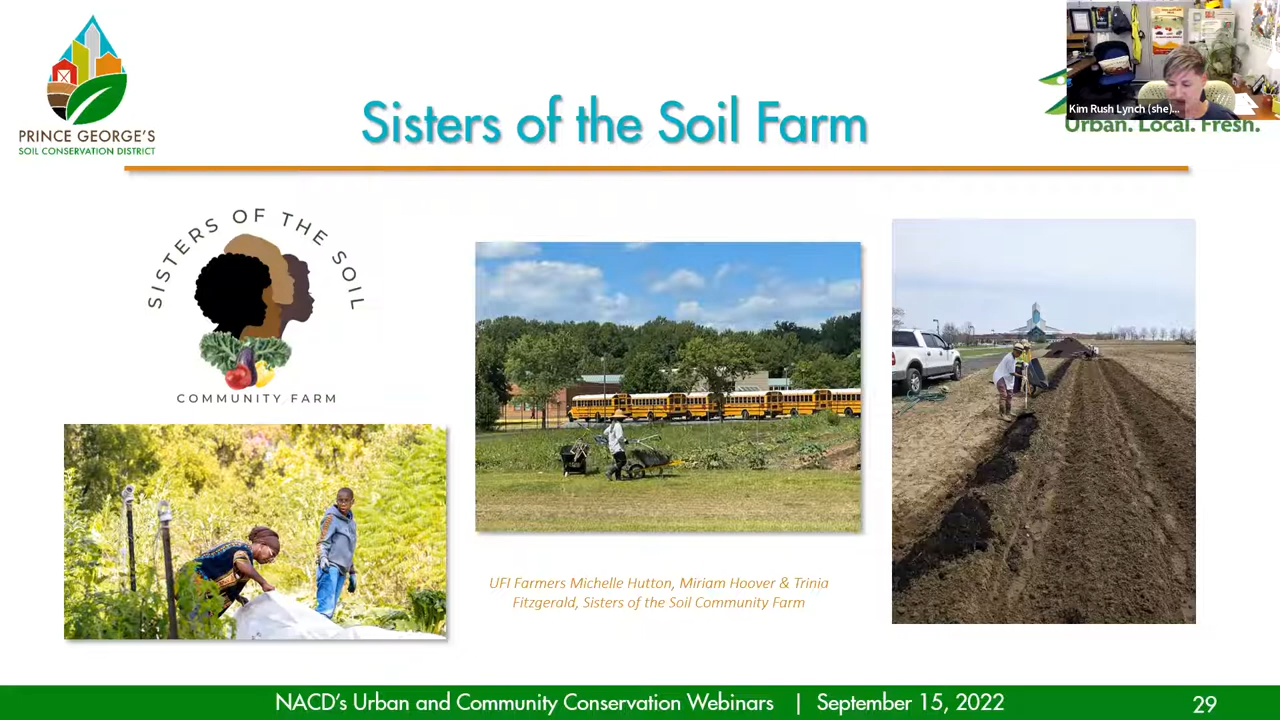 PRINCE GEORGE'S
SOIL CONSERVATION DISTRICT
Sisters of the Soil Farm
Kim Rush Lynch (she)...
Urban. Local. Fresh.
SISTERS OF THE SOIL
COMMUNITY FARM
UFI Farmers Michelle Hutton, Miriam Hoover & Trinia
Fitzgerald, Sisters of the Soil Community Farm
NACD's Urban and Community Conservation Webinars | September 15, 2022
29